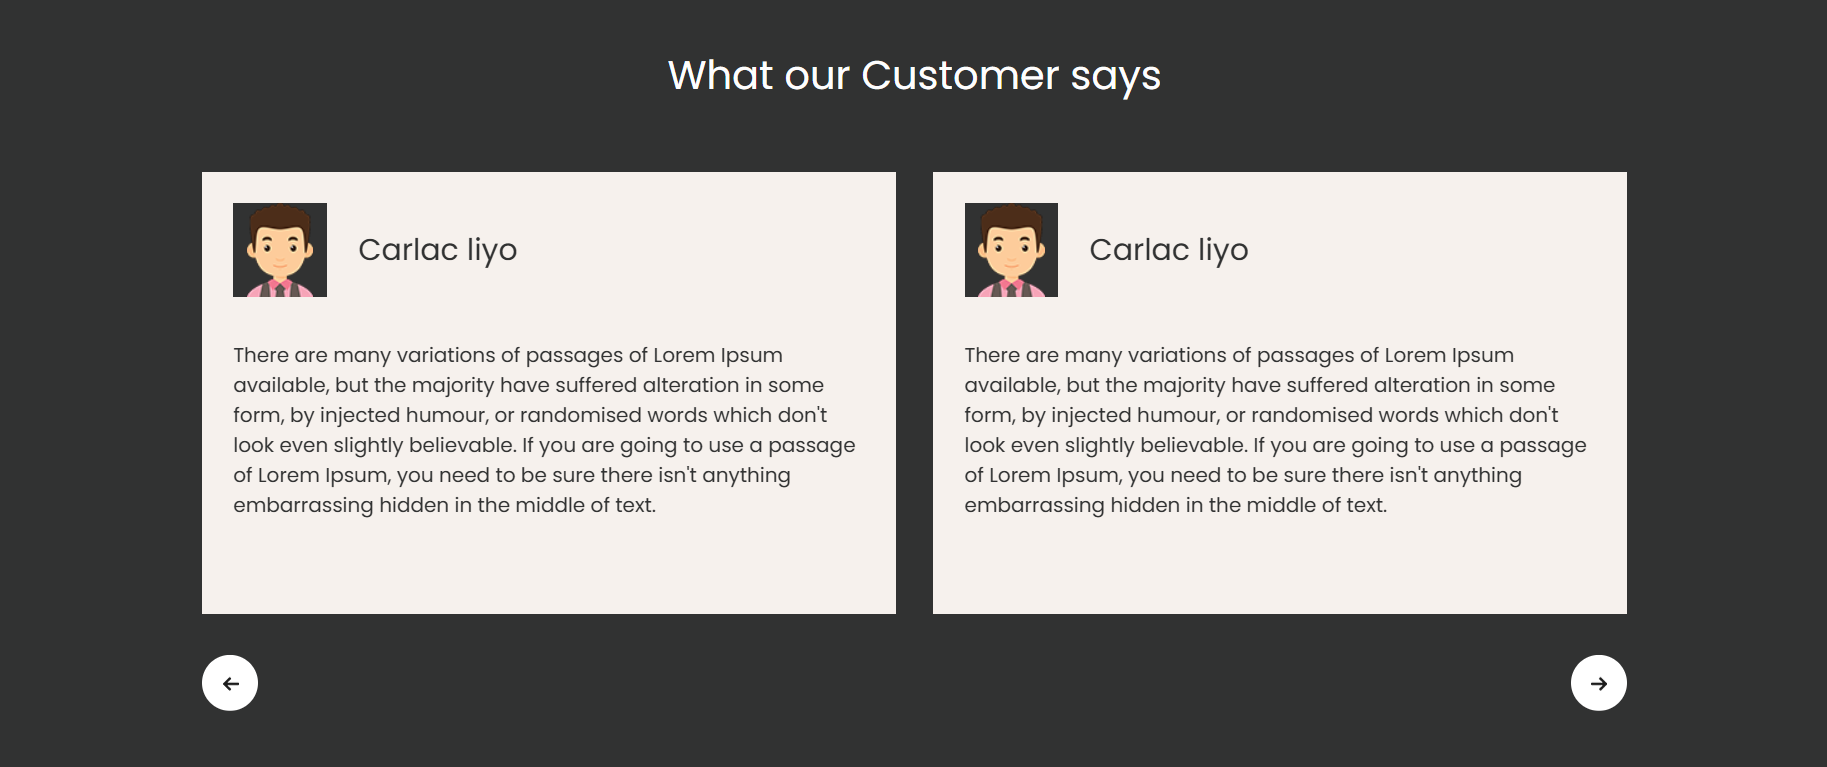 What our Customer says
Carlac liyo
There are many variations of passages of Lorem Ipsum
available, but the majority have suffered alteration in some
form, by injected humour, or randomised words which don't
look even slightly believable. If you are going to use a passage
of Lorem Ipsum, you need to be sure there isn't anything
embarrassing hidden in the middle of text.
Carlac liyo
There are many variations of passages of Lorem Ipsum
available, but the majority have suffered alteration in some
form, by injected humour, or randomised words which don't
look even slightly believable. If you are going to use a passage
of Lorem Ipsum, you need to be sure there isn't anything
embarrassing hidden in the middle of text.